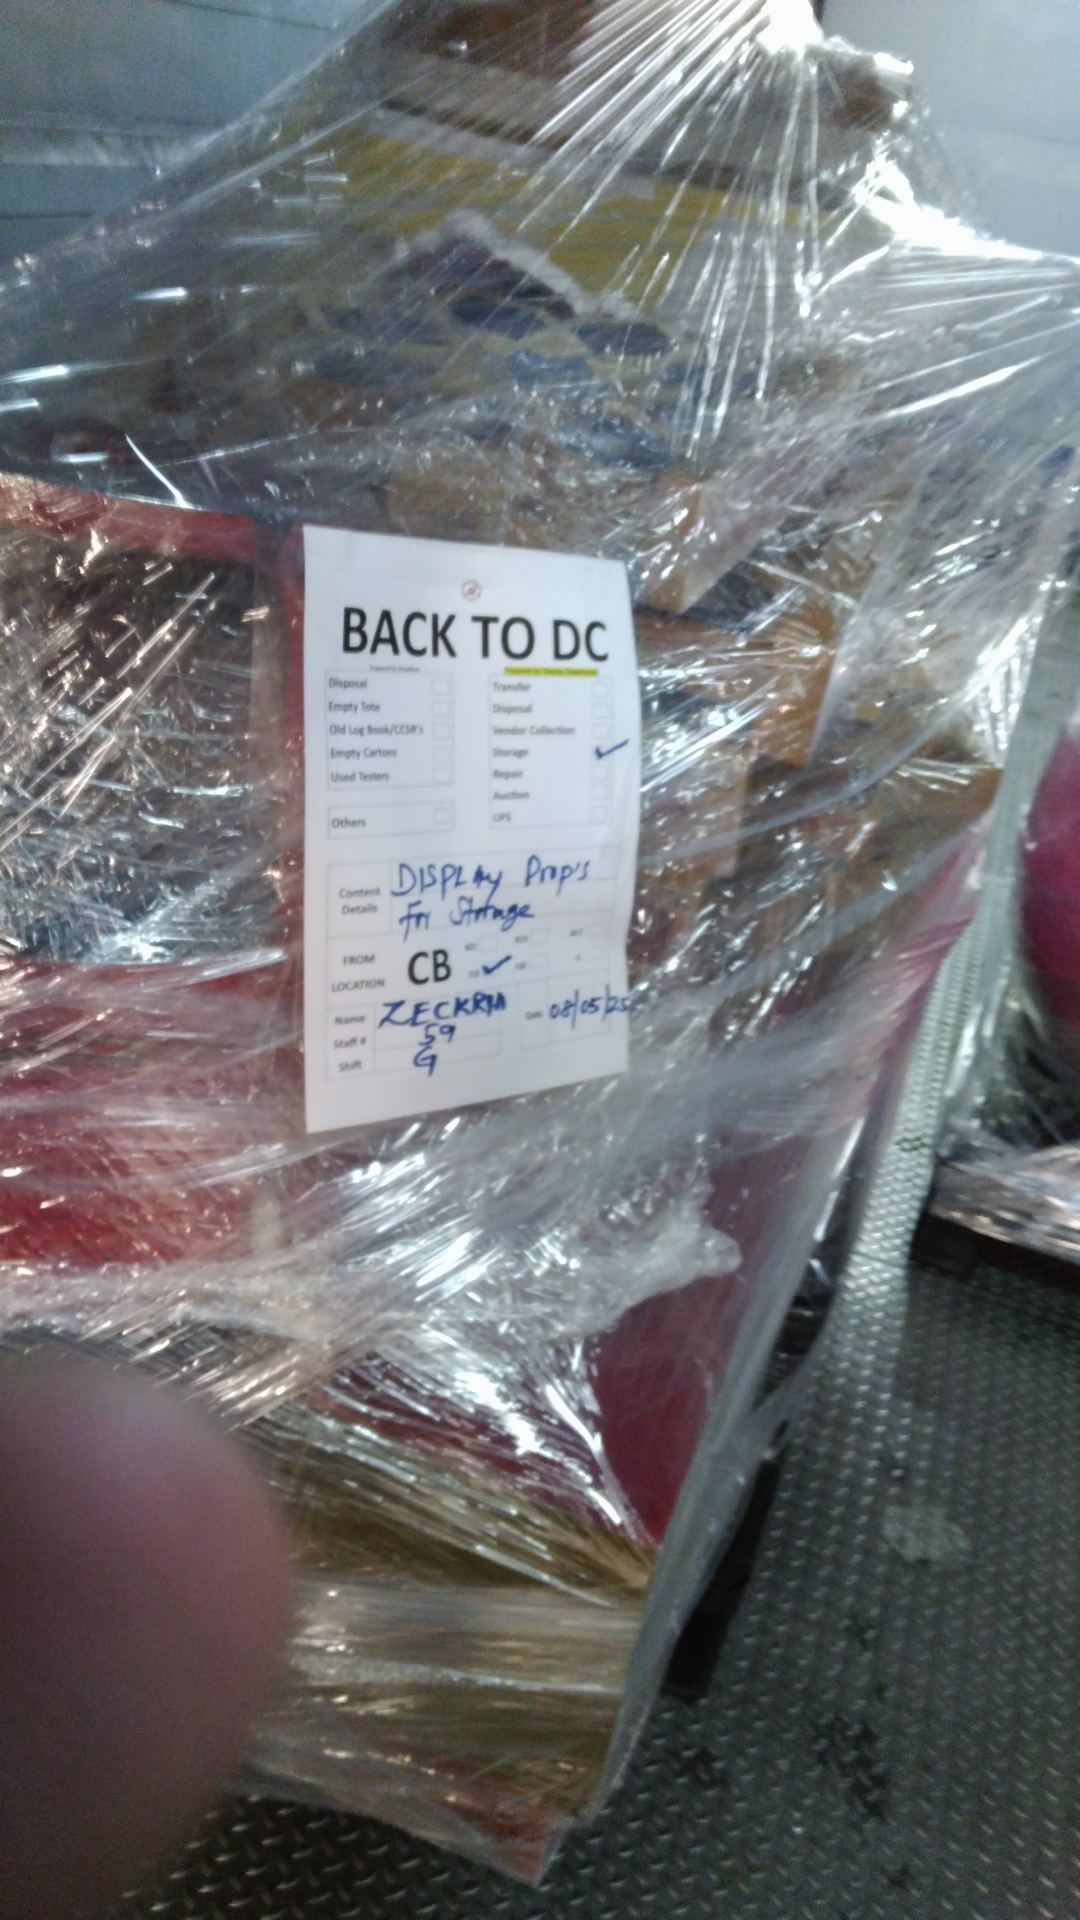 BACK TO DC
Disposal
Empty Tote
Old Log Book/CCSR's
Empty Cartons
Used Testers
Others
Transfer
Disposal
Vendor Collection
Storage
Repair
Auction
UFS
Content Details
DISPLAY Prop's
For Storage
FROM
LOCATION
CB
Name ZECKRIA
Staff # 59
Shift G
Date 08/05/25